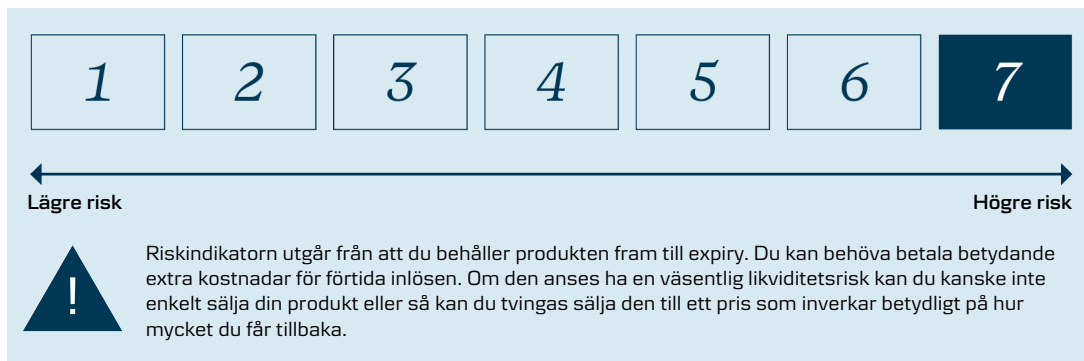 1 2 3 4 5 6 7
Lägre risk Högre risk
Riskindikatorn utgår från att du behåller produkten fram till expiry. Du kan behöva betala betydande
extra kostnadar för förtida inlösen. Om den anses ha en väsentlig likviditetsrisk kan du kanske inte
enkelt sälja din produkt eller så kan du tvingas sälja den till ett pris som inverkar betydligt på hur
mycket du får tillbaka.
!